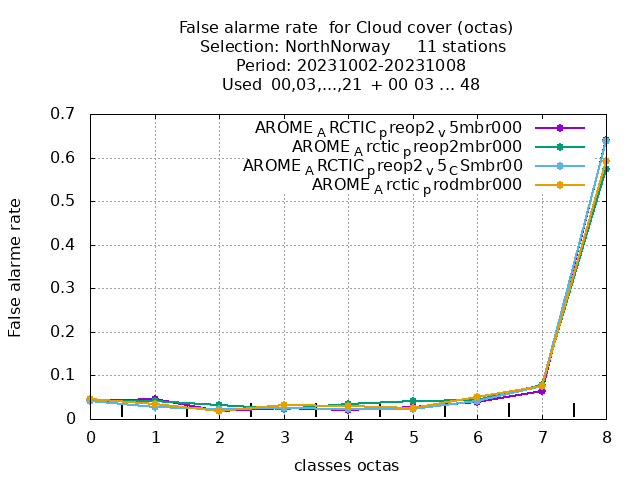 False alarme rate  for Cloud cover (octas)
Selection: NorthNorway     11 stations
Period: 20231002-20231008
Used  00,03,...,21  + 00 03 ... 48
0.7
AROME_ARCTIC_preop2_v5mbr000
AROME_Arctic_preop2mbr000
0.6
AROME_ARCTIC_preop2_v5_CSmbr00
AROME_Arctic_prodmbr000
0.5
0.4
False alarme rate
0.3
0.2
0.1
0
0 1 2 3 4 5 6 7 8
classes octas